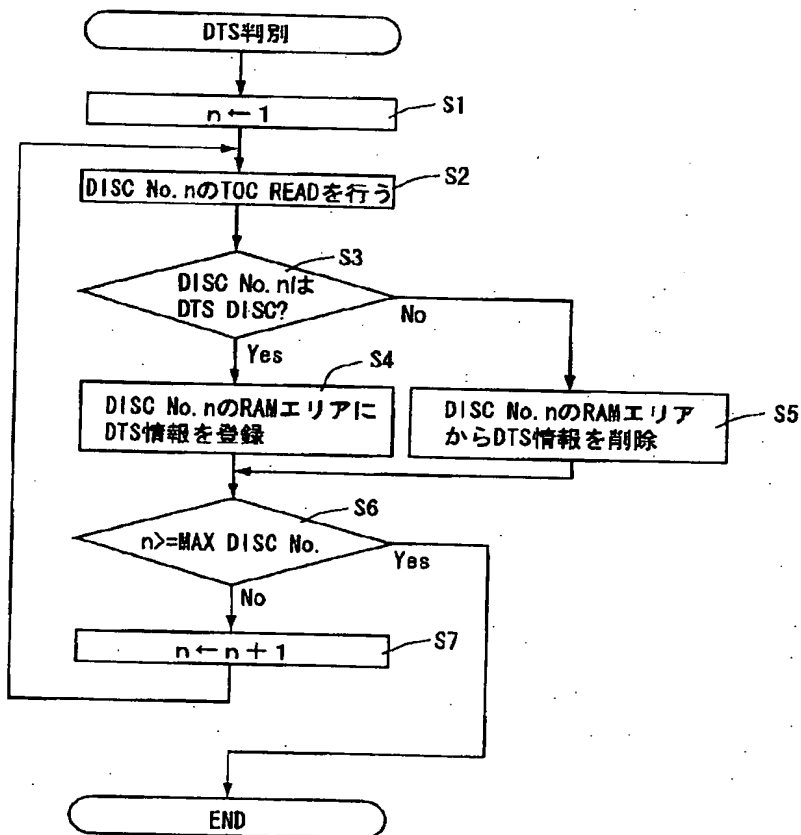 DTS判別
n←1
S1
DISC No.nのTOC READを行う
S2
S3
DISC No.nは
DTS DISC?
No
Yes
S4
DISC No.nのRAMエリアに
DTS情報を登録
DISC No.nのRAMエリア
からDTS情報を削除
S5
S6
n>=MAX DISC No.
Yes
No
n←n+1
S7
END